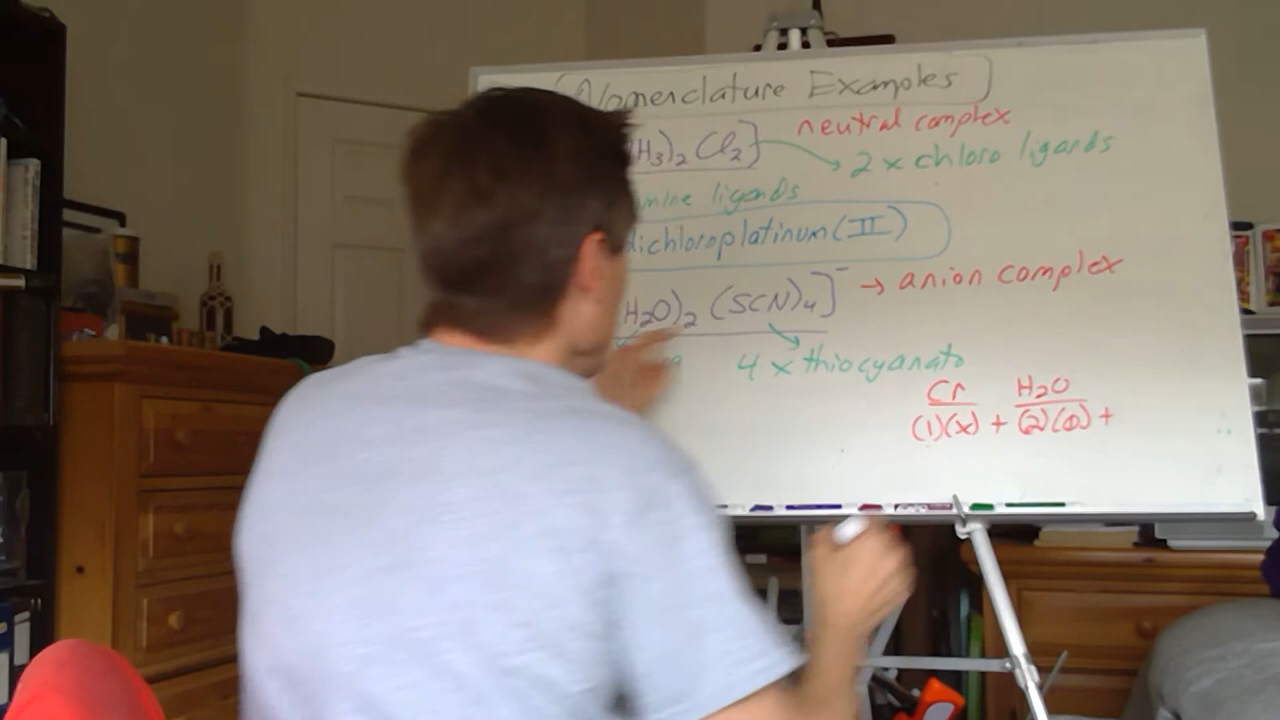 Nomenclature Examples
H₃)₂ Cl₂] neutral complex
2 x chloro ligands
mine ligands
dichloroplatinum(II)
H₂O)₂ (SCN)₄]⁻ → anion complex
4 x thiocyanato
Cr H₂O
(1)(x) + (2)(0) +